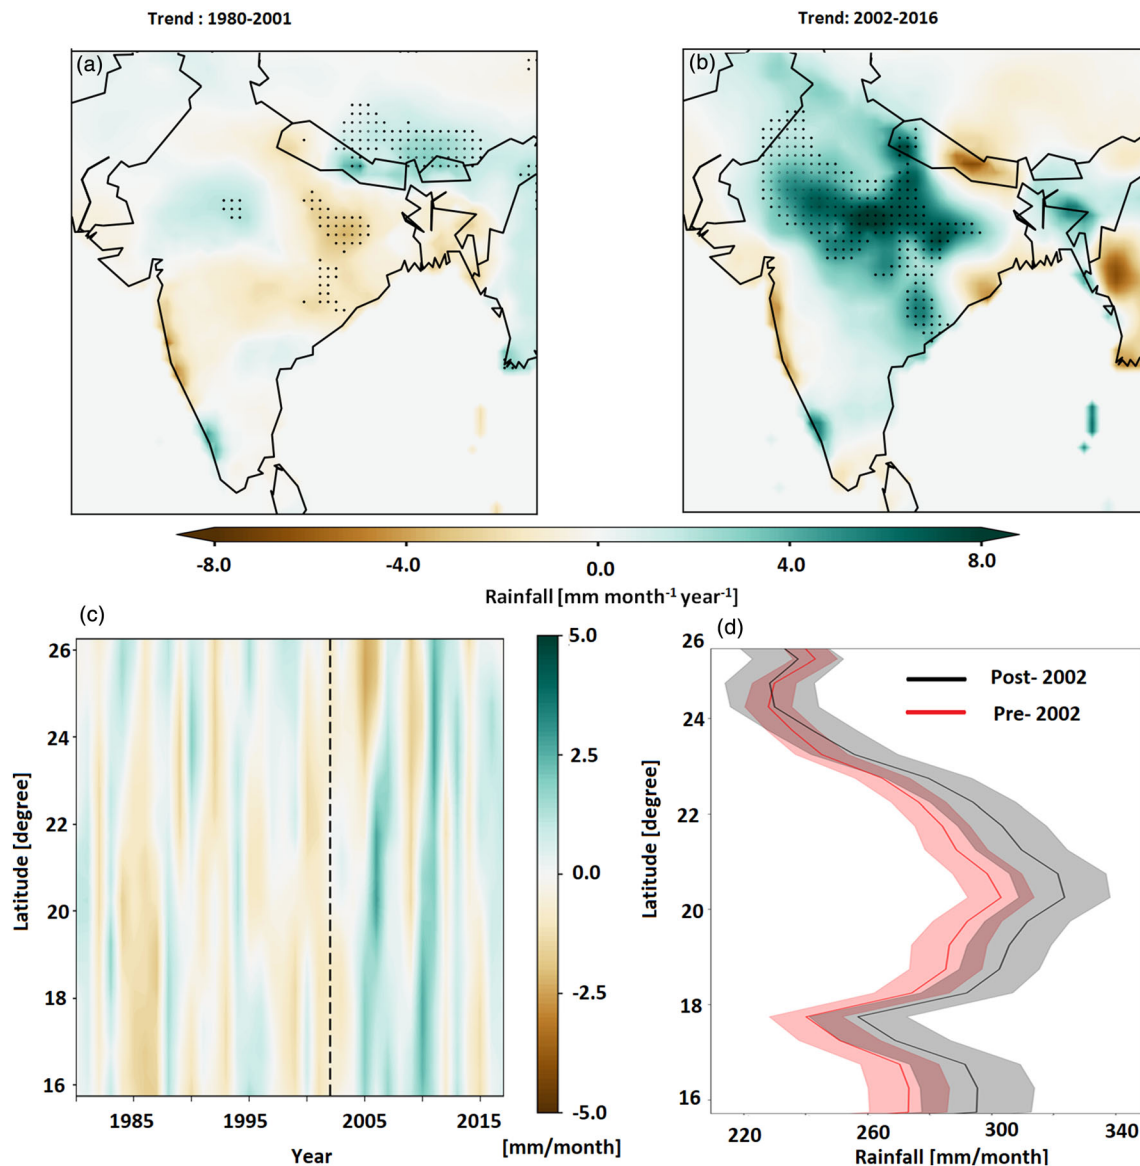 Trend : 1980-2001
Trend: 2002-2016
(a)
(b)
-8.0 -4.0 0.0 4.0 8.0
Rainfall [mm month⁻¹ year⁻¹]
(c)
26
24
22
20
18
16
Latitude [degree]
1985 1995 2005 2015
Year
5.0
2.5
0.0
-2.5
-5.0
[mm/month]
(d)
Post- 2002
Pre- 2002
26
24
22
20
18
16
Latitude [degree]
220 260 300 340
Rainfall [mm/month]